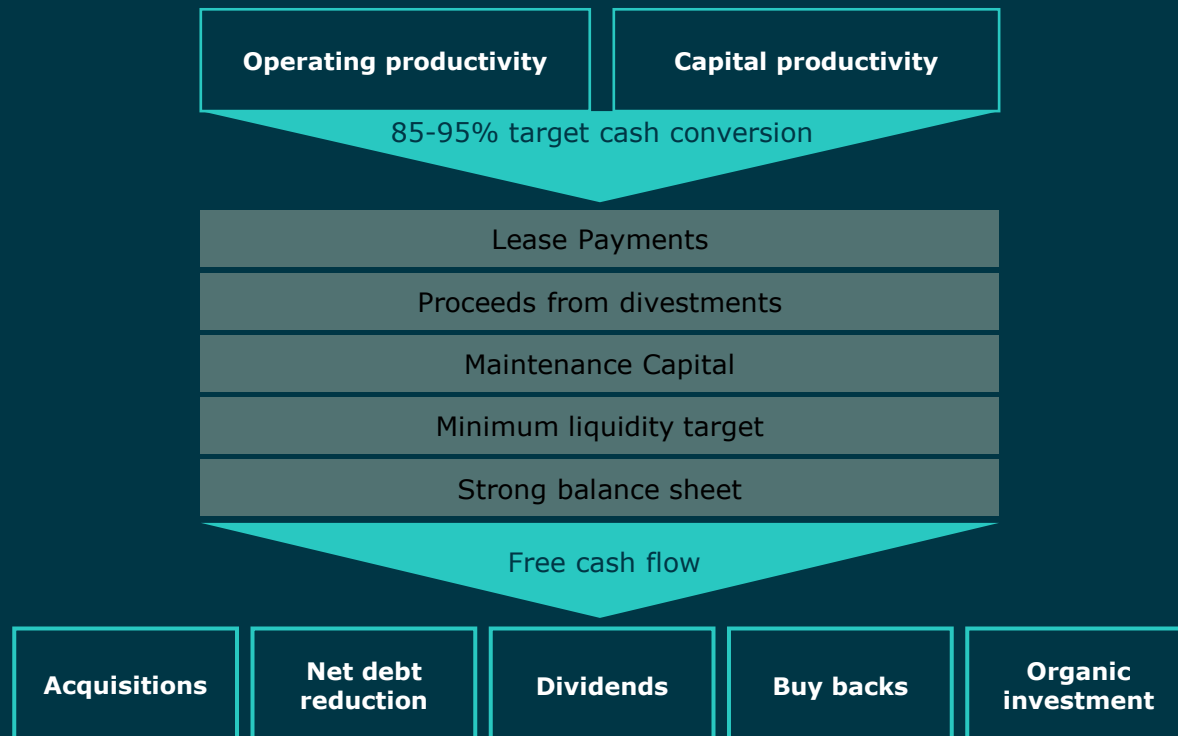 Operating productivity
Capital productivity
85-95% target cash conversion
Lease Payments
Proceeds from divestments
Maintenance Capital
Minimum liquidity target
Strong balance sheet
Free cash flow
Acquisitions
Net debt
reduction
Dividends
Buy backs
Organic
investment